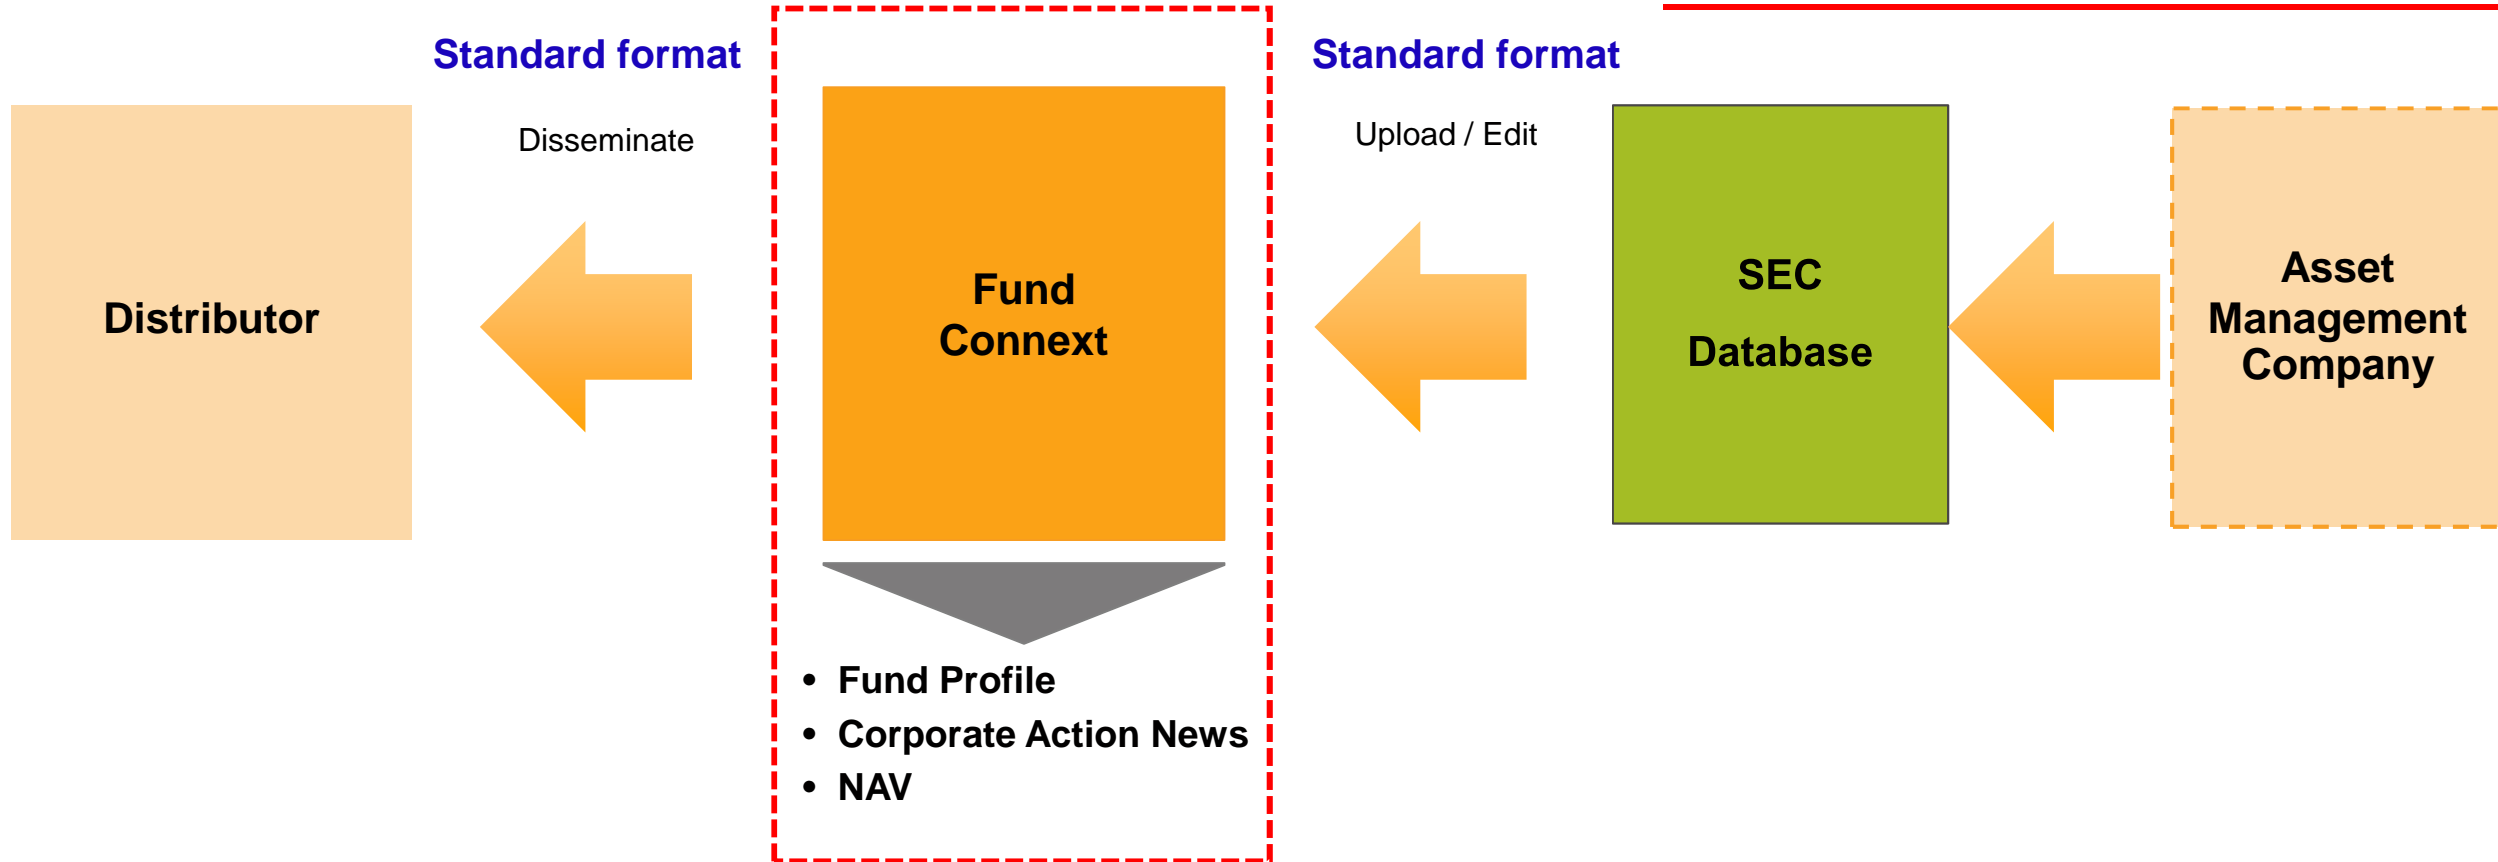 Standard format
Disseminate
Distributor
Fund
Connext
• Fund Profile
• Corporate Action News
• NAV
Standard format
Upload / Edit
SEC
Database
Asset
Management
Company